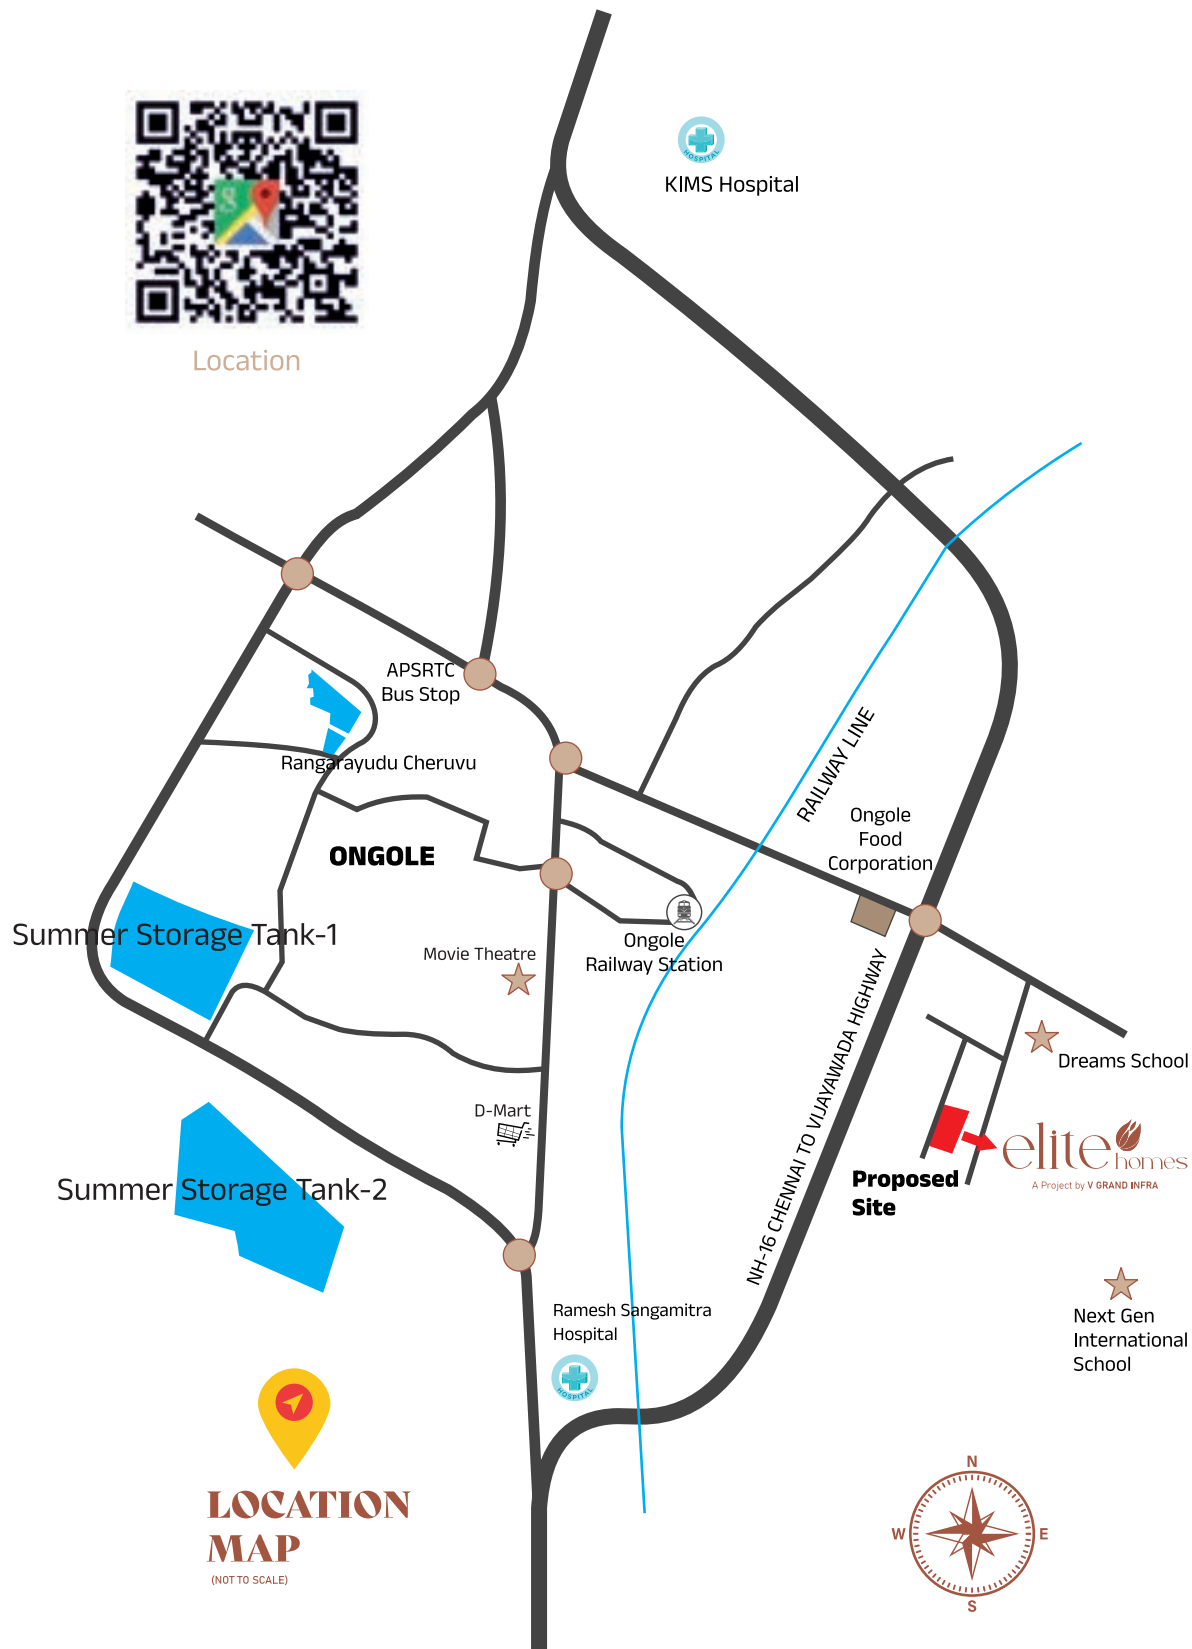 HOSPITAL
KIMS Hospital
Location
APSRTC
Bus Stop
Rangarayudu Cheruvu
RAILWAY LINE
Ongole
Food
Corporation
ONGOLE
Summer Storage Tank-1
Movie Theatre
Ongole
Railway Station
NH-16 CHENNAI TO VIJAYAWADA HIGHWAY
Dreams School
D-Mart
elite homes
A Project by V GRAND INFRA
Proposed
Site
Summer Storage Tank-2
Ramesh Sangamitra
Hospital
HOSPITAL
Next Gen
International
School
LOCATION
MAP
(NOT TO SCALE)
N
W
E
S